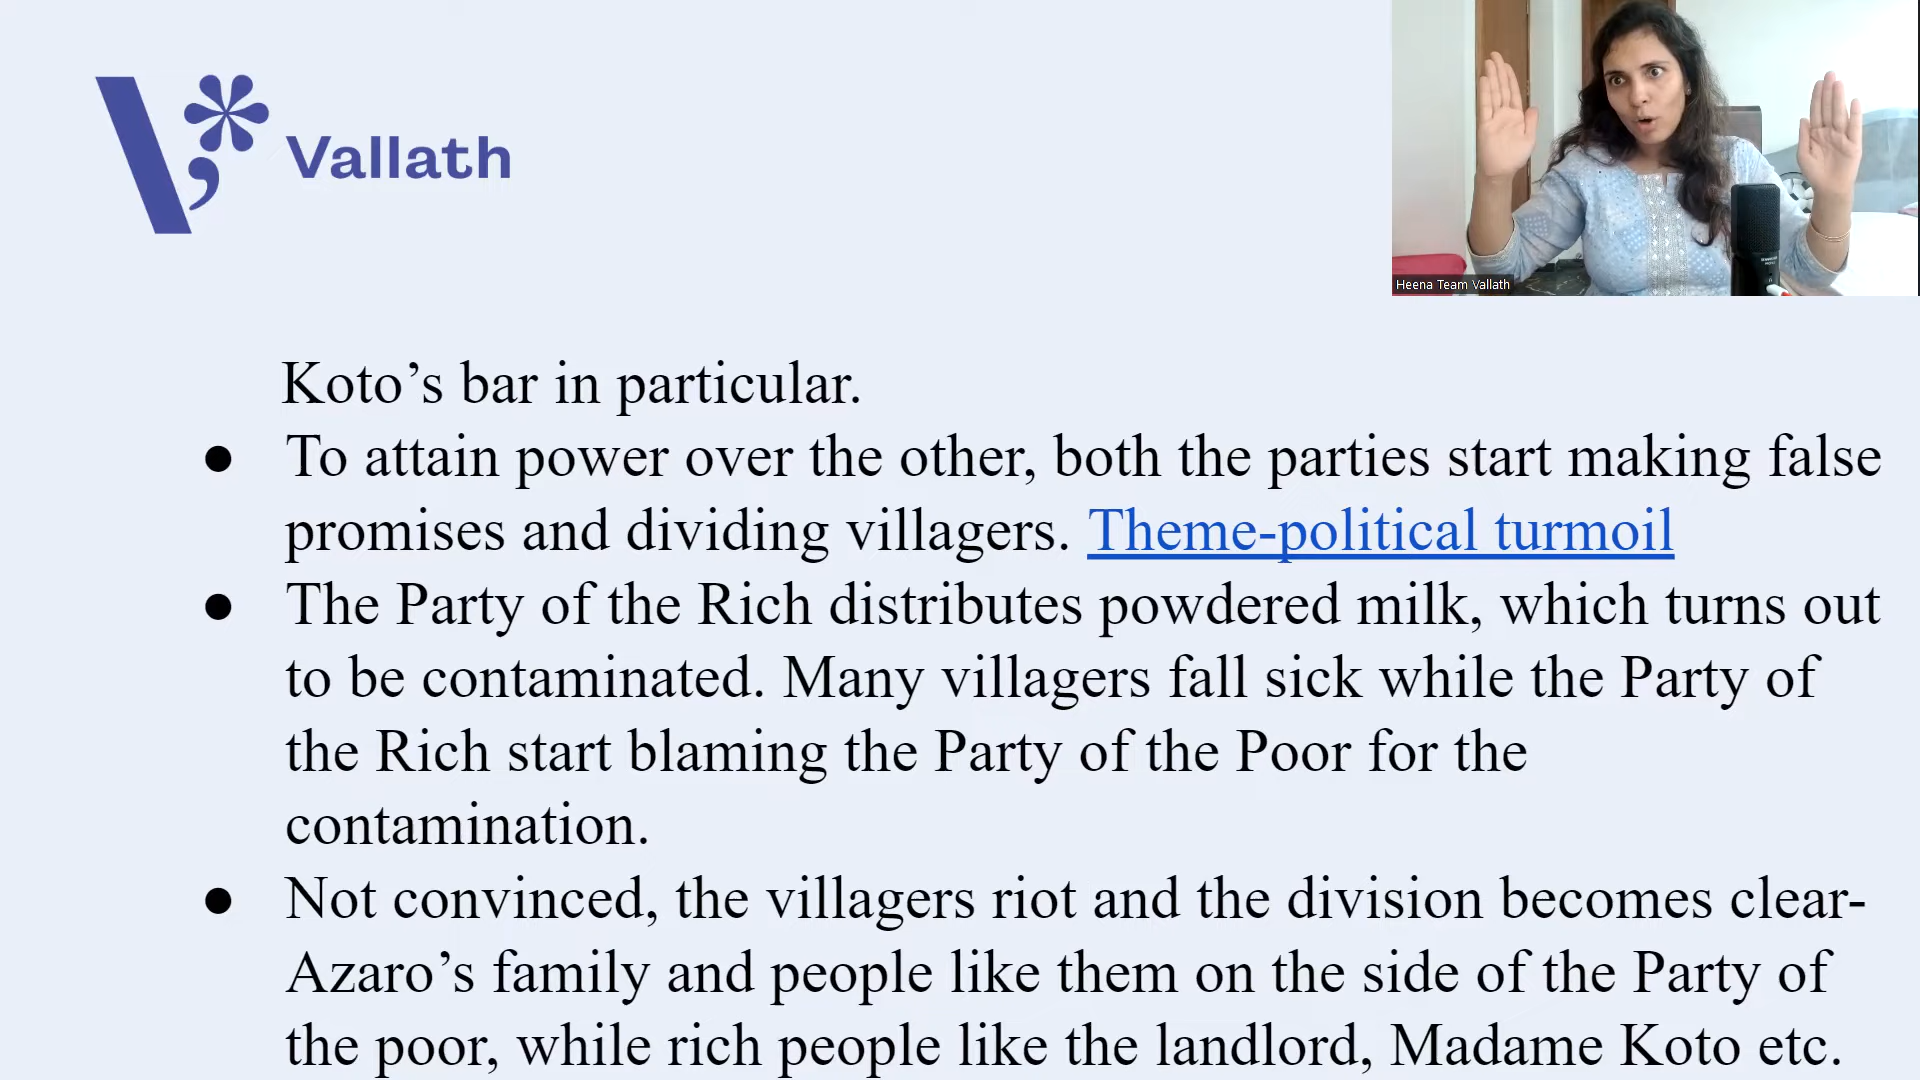 Vallath
Heena Team Vallath
Koto’s bar in particular.
● To attain power over the other, both the parties start making false
promises and dividing villagers. Theme-political turmoil
● The Party of the Rich distributes powdered milk, which turns out
to be contaminated. Many villagers fall sick while the Party of
the Rich start blaming the Party of the Poor for the
contamination.
● Not convinced, the villagers riot and the division becomes clear-
Azaro’s family and people like them on the side of the Party of
the poor, while rich people like the landlord, Madame Koto etc.